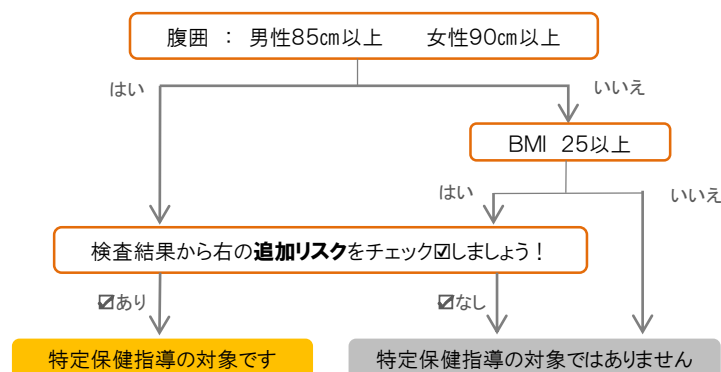 腹囲 : 男性85㎝以上 女性90㎝以上
はい
いいえ
BMI 25以上
はい
いいえ
検査結果から右の追加リスクをチェック☑しましょう!
☑あり
☑なし
特定保健指導の対象です
特定保健指導の対象ではありません